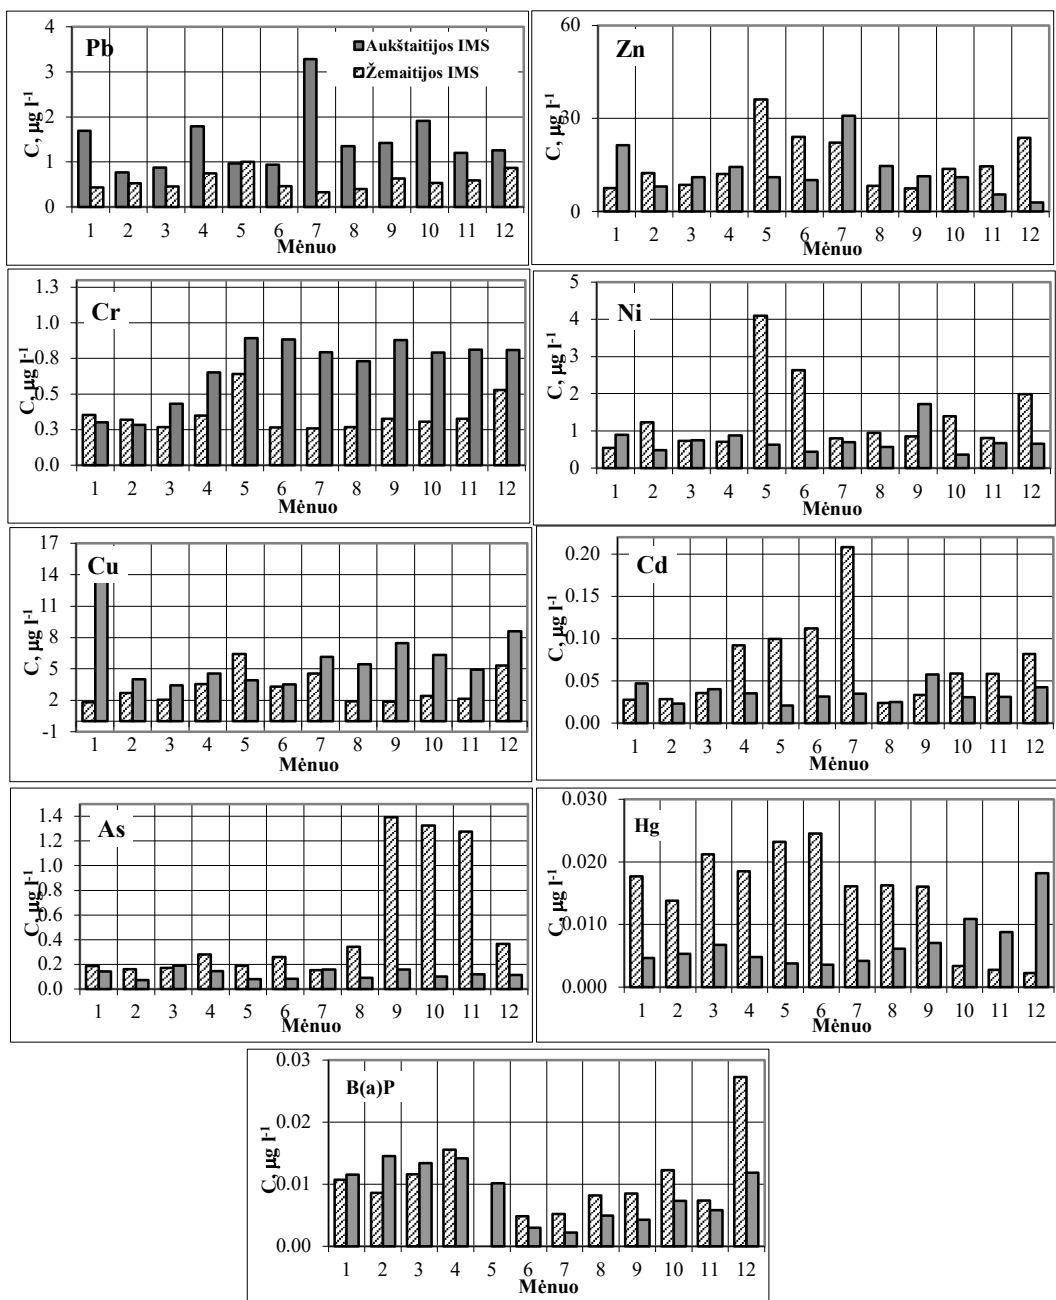 Pb
Aukštaitijos IMS
Žemaitijos IMS
C, µg l-1
4
3
2
1
0
1 2 3 4 5 6 7 8 9 10 11 12
Mėnuo
Zn
C, µg l-1
60
30
0
1 2 3 4 5 6 7 8 9 10 11 12
Mėnuo
Cr
C, µg l-1
1.3
1.0
0.8
0.5
0.3
0.0
1 2 3 4 5 6 7 8 9 10 11 12
Mėnuo
Ni
C, µg l-1
5
4
3
2
1
0
1 2 3 4 5 6 7 8 9 10 11 12
Mėnuo
Cu
C, µg l-1
17
14
11
8
5
2
-1
1 2 3 4 5 6 7 8 9 10 11 12
Mėnuo
Cd
C, µg l-1
0.20
0.15
0.10
0.05
0.00
1 2 3 4 5 6 7 8 9 10 11 12
Mėnuo
As
C, µg l-1
1.4
1.2
1.0
0.8
0.6
0.4
0.2
0.0
1 2 3 4 5 6 7 8 9 10 11 12
Mėnuo
Hg
C, µg l-1
0.030
0.020
0.010
0.000
1 2 3 4 5 6 7 8 9 10 11 12
Mėnuo
B(a)P
C, µg l-1
0.03
0.02
0.01
0.00
1 2 3 4 5 6 7 8 9 10 11 12
Mėnuo